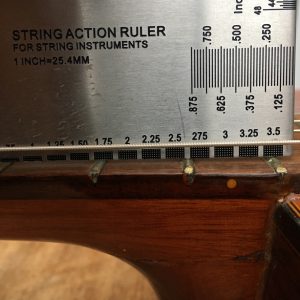 STRING ACTION RULER
FOR STRING INSTRUMENTS
1 INCH=25.4MM
.750 .500 .250
.875 .625 .375 .125
1 1.25 1.50 1.75 2 2.25 2.5 275 3 3.25 3.5